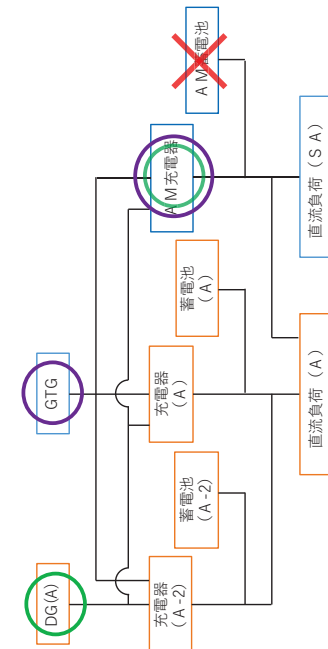 DG(A)
GTG
充電器
(A-2)
蓄電池
(A-2)
充電器
(A)
蓄電池
(A)
AM充電器
AM蓄電池
直流負荷(A)
直流負荷(SA)